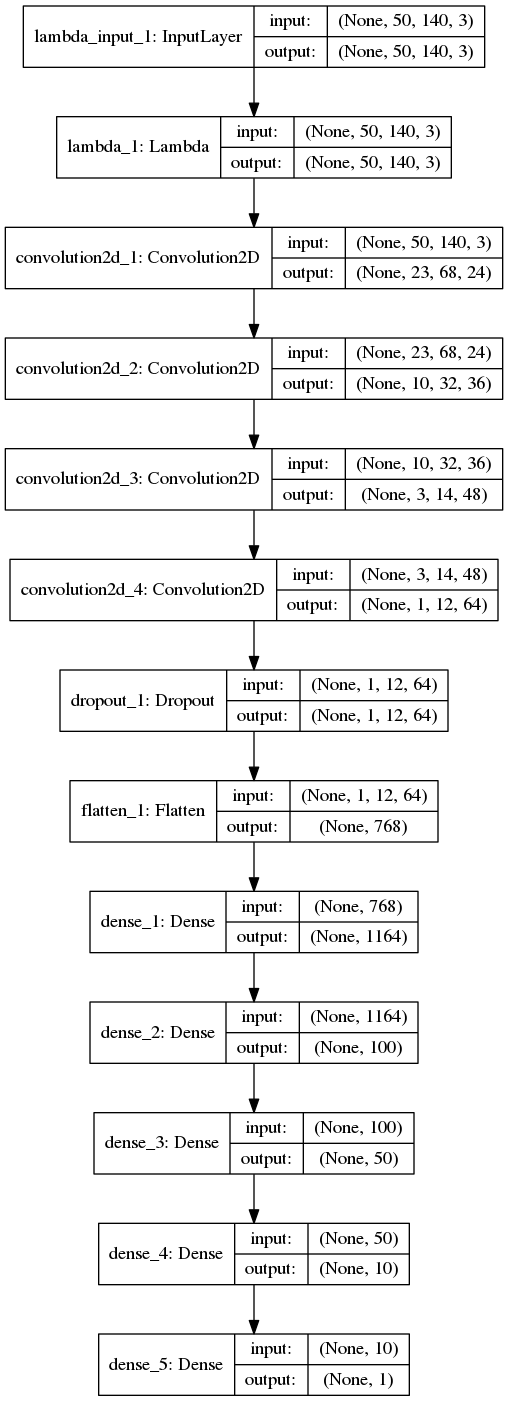 lambda_input_1: InputLayer input: (None, 50, 140, 3)
output: (None, 50, 140, 3)
lambda_1: Lambda input: (None, 50, 140, 3)
output: (None, 50, 140, 3)
convolution2d_1: Convolution2D input: (None, 50, 140, 3)
output: (None, 23, 68, 24)
convolution2d_2: Convolution2D input: (None, 23, 68, 24)
output: (None, 10, 32, 36)
convolution2d_3: Convolution2D input: (None, 10, 32, 36)
output: (None, 3, 14, 48)
convolution2d_4: Convolution2D input: (None, 3, 14, 48)
output: (None, 1, 12, 64)
dropout_1: Dropout input: (None, 1, 12, 64)
output: (None, 1, 12, 64)
flatten_1: Flatten input: (None, 1, 12, 64)
output: (None, 768)
dense_1: Dense input: (None, 768)
output: (None, 1164)
dense_2: Dense input: (None, 1164)
output: (None, 100)
dense_3: Dense input: (None, 100)
output: (None, 50)
dense_4: Dense input: (None, 50)
output: (None, 10)
dense_5: Dense input: (None, 10)
output: (None, 1)